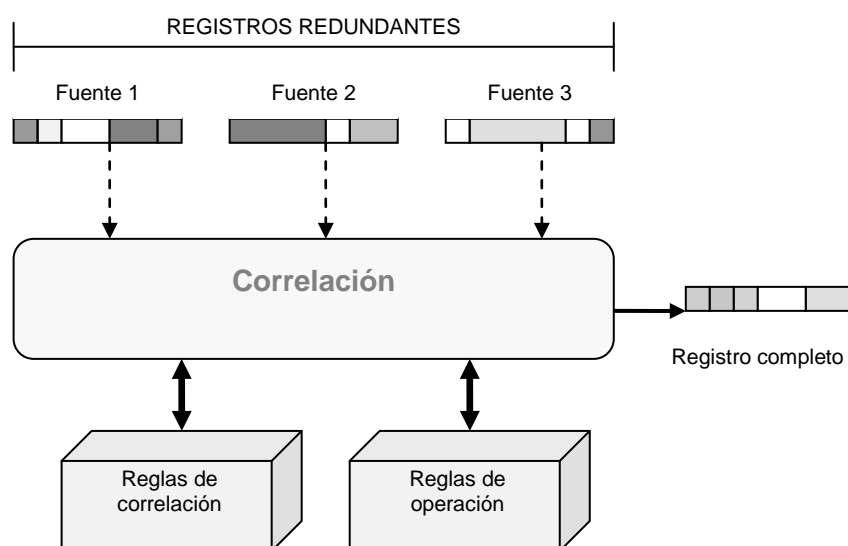 REGISTROS REDUNDANTES
Fuente 1
Fuente 2
Fuente 3
Correlación
Registro completo
Reglas de
correlación
Reglas de
operación